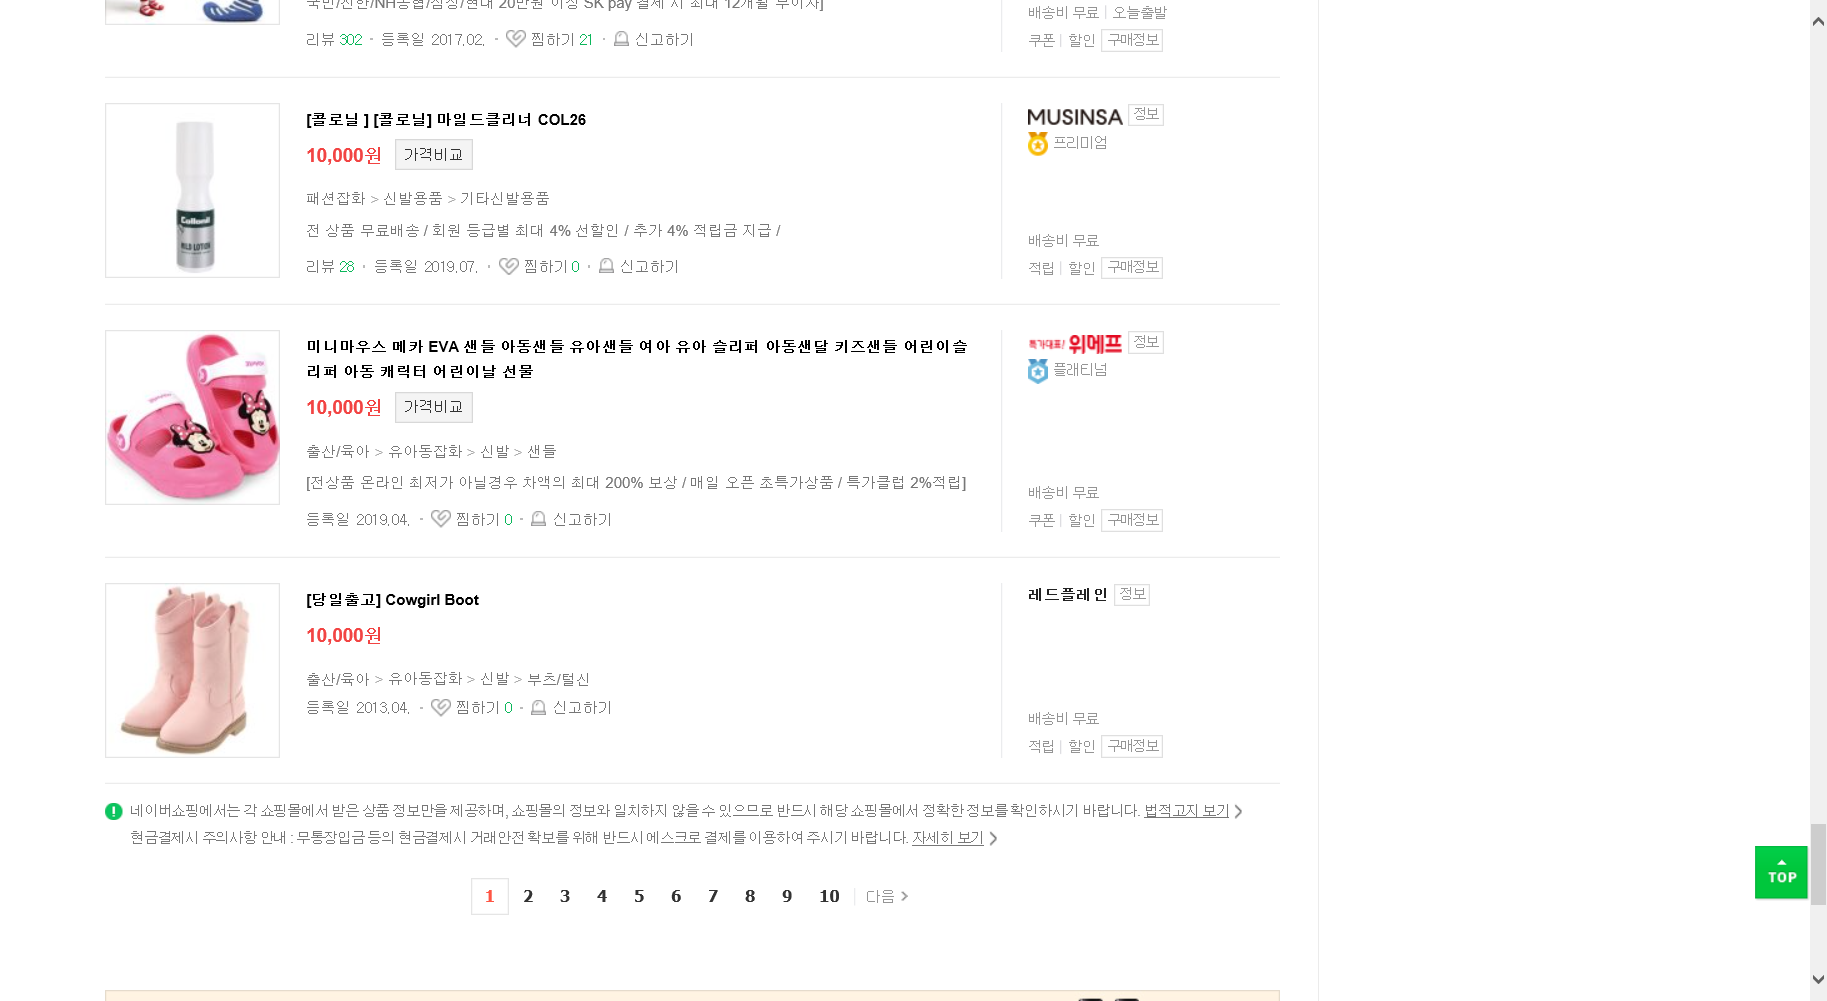 국민/신한/NH농협/삼성/현대 20만원 이상 SK pay 결제 시 최대 12개월 무이자]
배송비 무료 | 오늘출발
리뷰 302 · 등록일 2017.02. · 찜하기 21 · 신고하기
쿠폰 | 할인 구매정보
[콜로닐 ] [콜로닐] 마일드클리너 COL26
10,000원 가격비교
패션잡화 > 신발용품 > 기타신발용품
전 상품 무료배송 / 회원 등급별 최대 4% 선할인 / 추가 4% 적립금 지급 /
리뷰 28 · 등록일 2019.07. · 찜하기 0 · 신고하기
MUSINSA 정보
프리미엄
배송비 무료
적립 | 할인 구매정보
Collonil
MILD LOTION
미니마우스 메카 EVA 샌들 아동샌들 유아샌들 여아 유아 슬리퍼 아동샌달 키즈샌들 어린이슬
리퍼 아동 캐릭터 어린이날 선물
10,000원 가격비교
출산/육아 > 유아동잡화 > 신발 > 샌들
[전상품 온라인 최저가 아닐경우 차액의 최대 200% 보상 / 매일 오픈 초특가상품 / 특가클럽 2%적립]
등록일 2019.04. · 찜하기 0 · 신고하기
특가대표! 위메프 정보
플래티넘
배송비 무료
쿠폰 | 할인 구매정보
[당일출고] Cowgirl Boot
10,000원
출산/육아 > 유아동잡화 > 신발 > 부츠/털신
등록일 2013.04. · 찜하기 0 · 신고하기
레드플레인 정보
배송비 무료
적립 | 할인 구매정보
네이버쇼핑에서는 각 쇼핑몰에서 받은 상품 정보만을 제공하며, 쇼핑몰의 정보와 일치하지 않을 수 있으므로 반드시 해당 쇼핑몰에서 정확한 정보를 확인하시기 바랍니다. 법적고지 보기 >
현금결제시 주의사항 안내 : 무통장입금 등의 현금결제시 거래안전 확보를 위해 반드시 에스크로 결제를 이용하여 주시기 바랍니다. 자세히 보기 >
1 2 3 4 5 6 7 8 9 10 | 다음 >
TOP